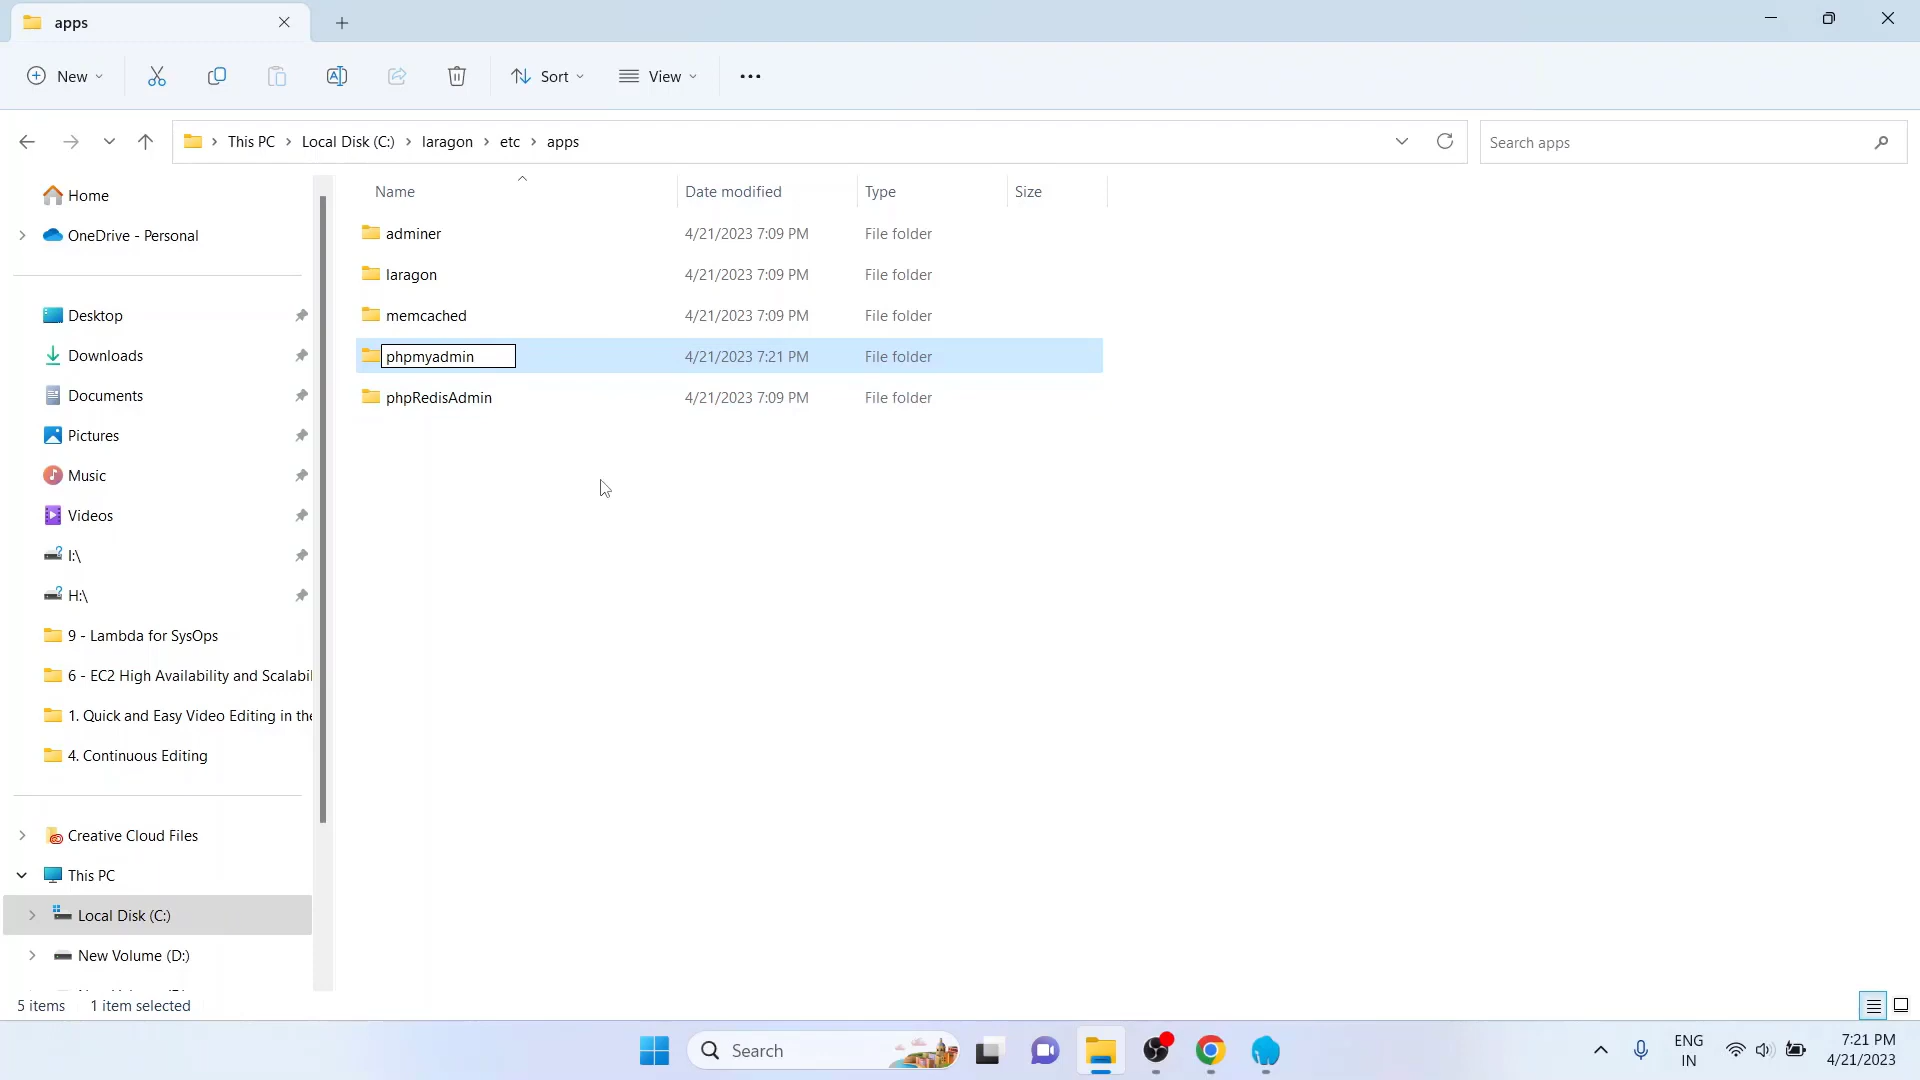 apps
New
Sort
View
This PC
Local Disk (C:)
laragon
etc
apps
Search apps
Name
Date modified
Type
Size
Home
OneDrive - Personal
Desktop
Downloads
Documents
Pictures
Music
Videos
I:\
H:\
9 - Lambda for SysOps
6 - EC2 High Availability and Scalabil
1. Quick and Easy Video Editing in the
4. Continuous Editing
Creative Cloud Files
This PC
Local Disk (C:)
New Volume (D:)
adminer 4/21/2023 7:09 PM File folder
laragon 4/21/2023 7:09 PM File folder
memcached 4/21/2023 7:09 PM File folder
phpmyadmin 4/21/2023 7:21 PM File folder
phpRedisAdmin 4/21/2023 7:09 PM File folder
5 items 1 item selected
Search
ENG
IN
7:21 PM
4/21/2023